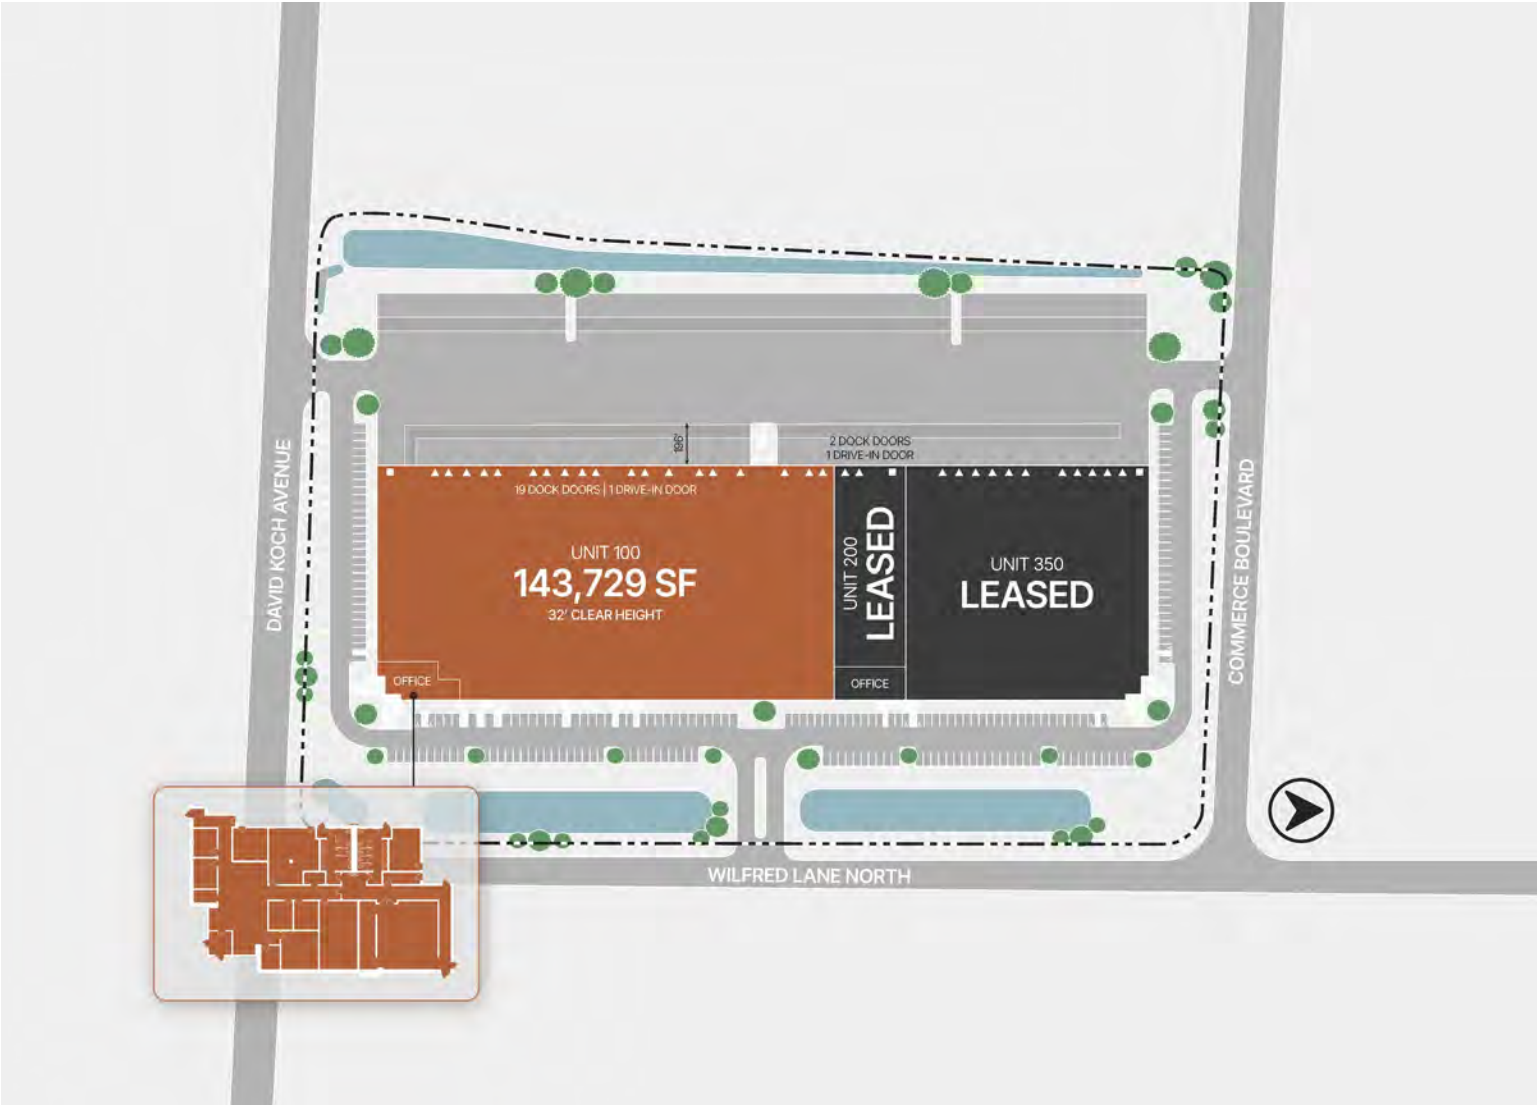 196'
2 DOCK DOORS
1 DRIVE-IN DOOR
19 DOCK DOORS | 1 DRIVE-IN DOOR
UNIT 100
143,729 SF
32' CLEAR HEIGHT
OFFICE
UNIT 200
LEASED
OFFICE
UNIT 350
LEASED
DAVID KOCH AVENUE
COMMERCE BOULEVARD
WILFRED LANE NORTH